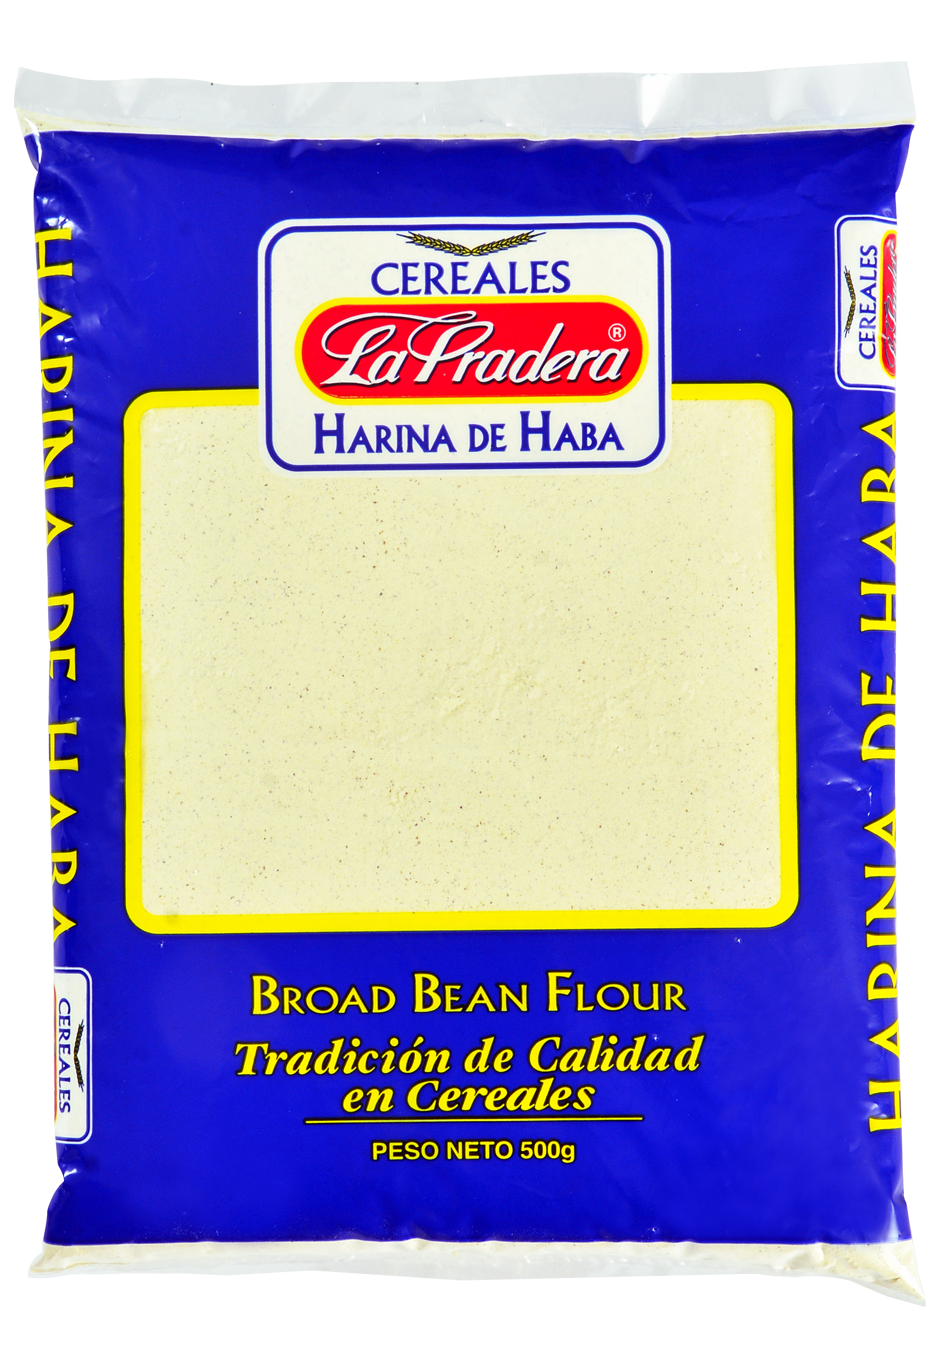 CEREALES
La Pradera®
HARINA DE HABA
BROAD BEAN FLOUR
Tradición de Calidad
en Cereales
PESO NETO 500g
HARINA DE HABA
CEREALES
CEREALES
HARINA DE HABA